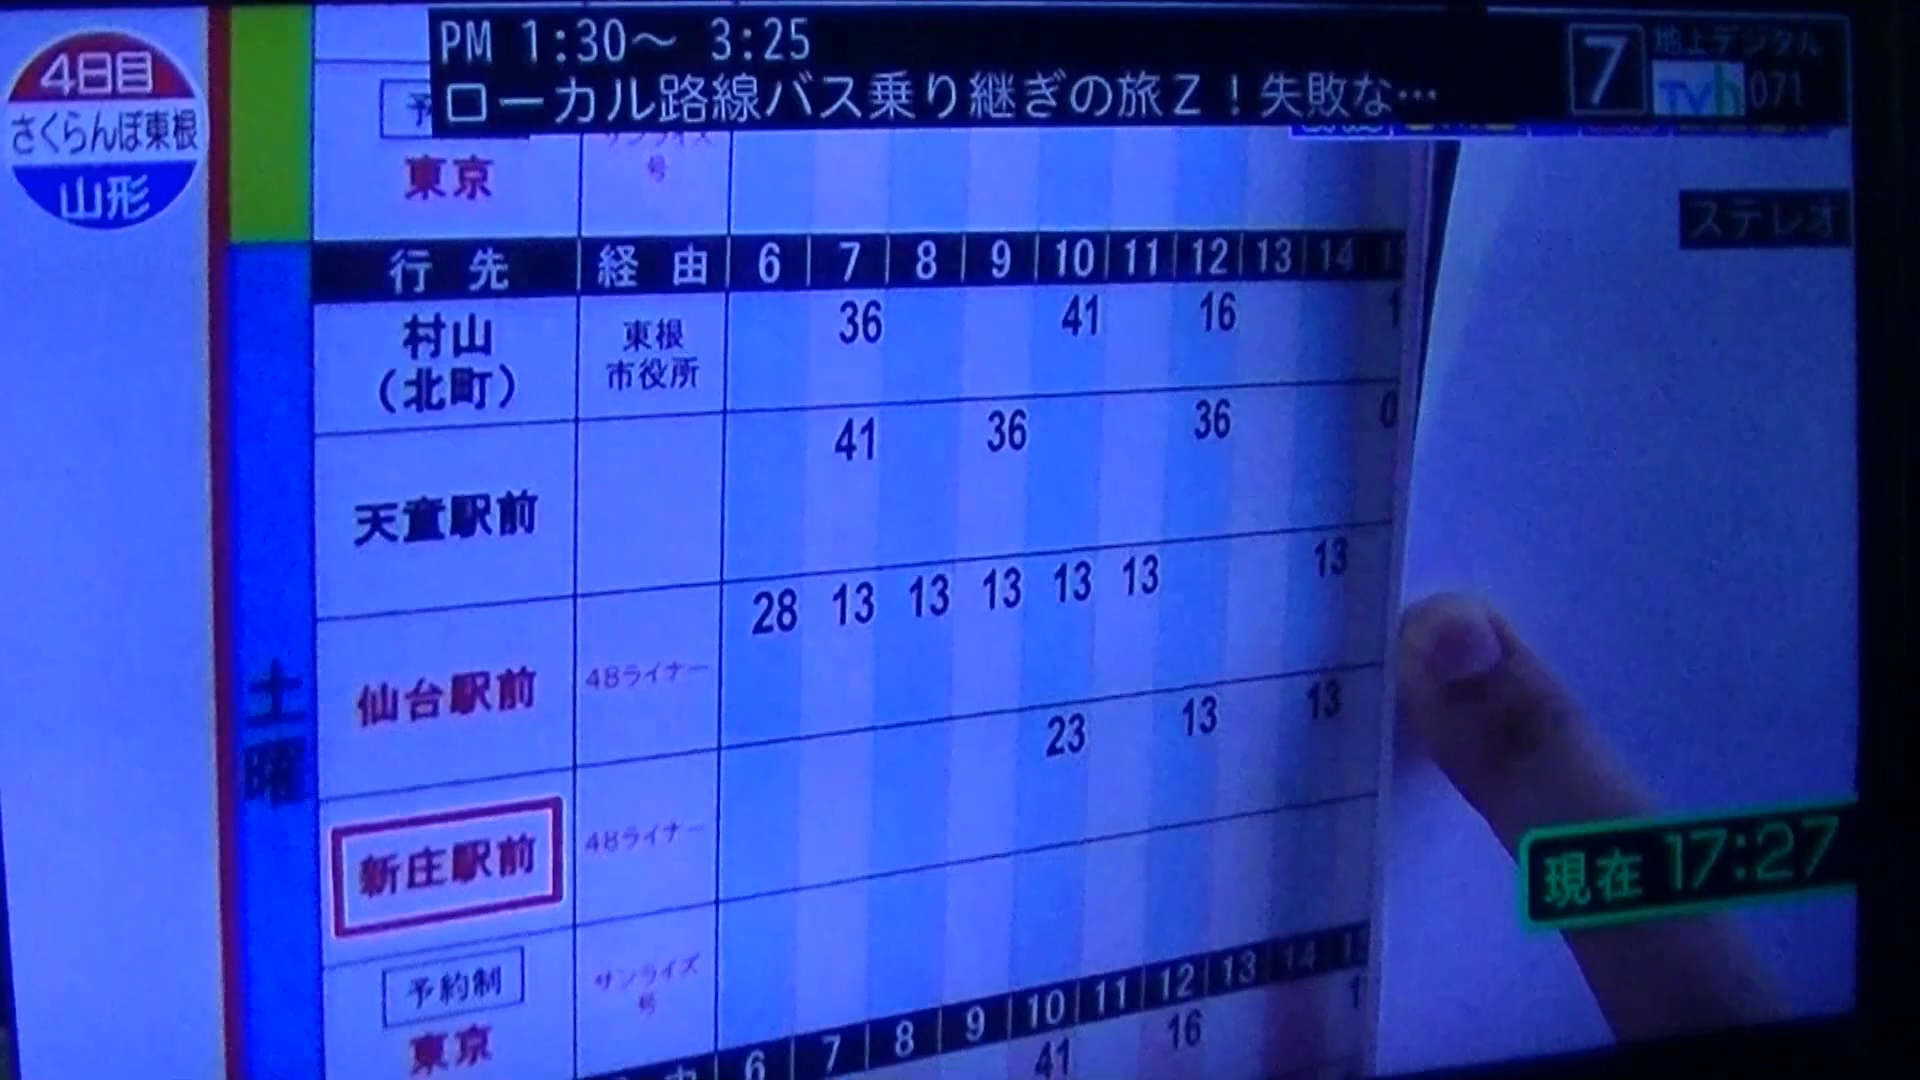 PM 1:30〜 3:25
ローカル路線バス乗り継ぎの旅Z!失敗な…
7 地上デジタル
TVh 071
ステレオ
4日目
さくらんぼ東根
山形
東京 サンライズ号
行先 経由 6 7 8 9 10 11 12 13 14
村山(北町) 東根市役所 36 41 16
天童駅前 41 36 36
仙台駅前 48ライナー 28 13 13 13 13 13 13
新庄駅前 48ライナー 23 13 13
予約制
東京 サンライズ号
6 7 8 9 10 11 12 13 14
41 16
土曜
現在 17:27